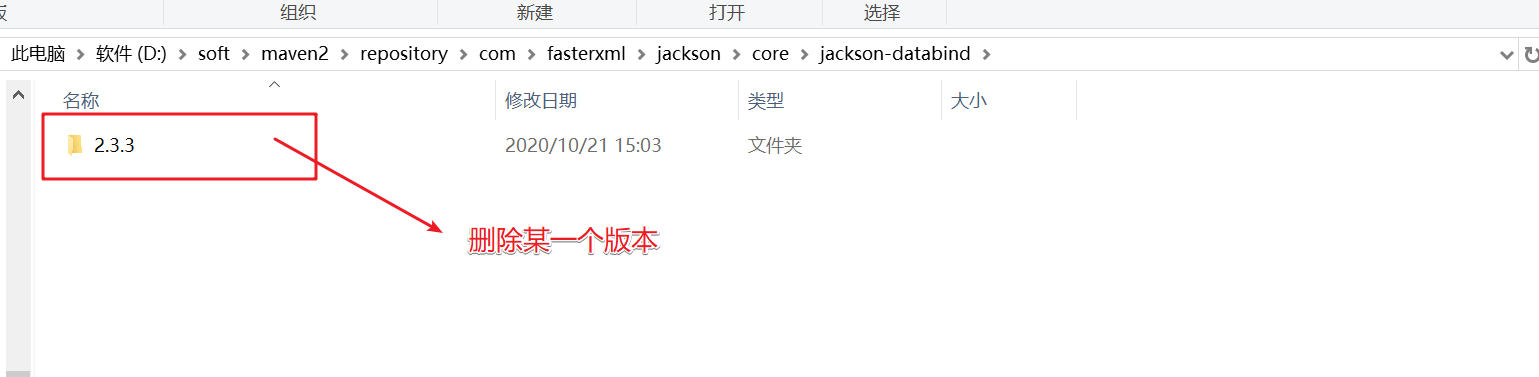 组织 新建 打开 选择
此电脑 软件 (D:) soft maven2 repository com fasterxml jackson core jackson-databind
名称 修改日期 类型 大小
2.3.3 2020/10/21 15:03 文件夹
删除某一个版本